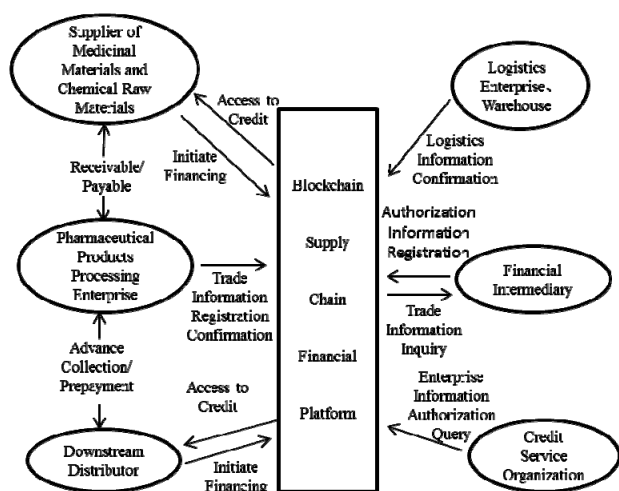 Supplier of
Medicinal
Materials and
Chemical Raw
Materials
Access to
Credit
Initiate
Financing
Receivable/
Payable
Pharmaceutical
Products
Processing
Enterprise
Trade
Information
Registration
Confirmation
Advance
Collection/
Prepayment
Access to
Credit
Downstream
Distributor
Initiate
Financing
Blockchain
Supply
Chain
Financial
Platform
Logistics
Enterprise、
Warehouse
Logistics
Information
Confirmation
Authorization
Information
Registration
Financial
Intermediary
Trade
Information
Inquiry
Enterprise
Information
Authorization
Query
Credit
Service
Organization